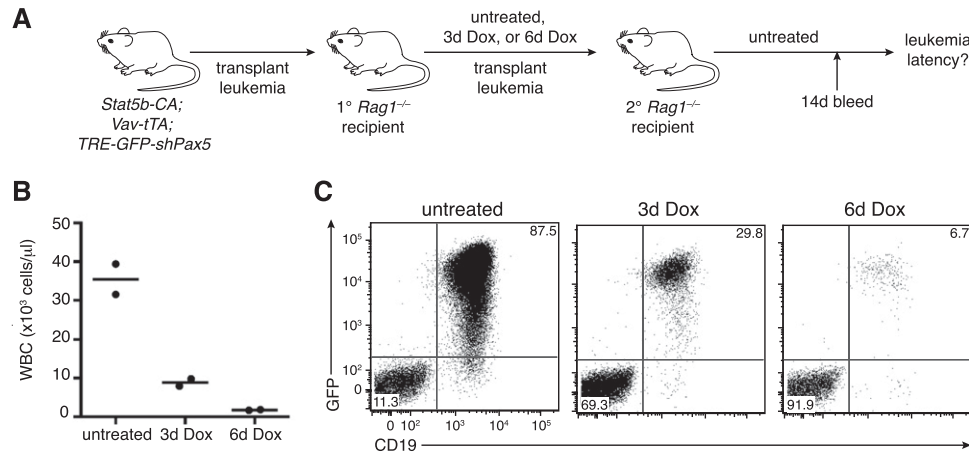 A
untreated,
3d Dox, or 6d Dox
untreated
leukemia
latency?
transplant
leukemia
transplant
leukemia
14d bleed
Stat5b-CA;
Vav-tTA;
TRE-GFP-shPax5
1° Rag1–/–
recipient
2° Rag1–/–
recipient
B
WBC (x10³ cells/µl)
50
40
30
20
10
0
untreated 3d Dox 6d Dox
C
untreated 3d Dox 6d Dox
87.5 29.8 6.7
GFP
10⁵
10⁴
10³
10²
0
11.3 69.3 91.9
0 10² 10³ 10⁴ 10⁵
CD19